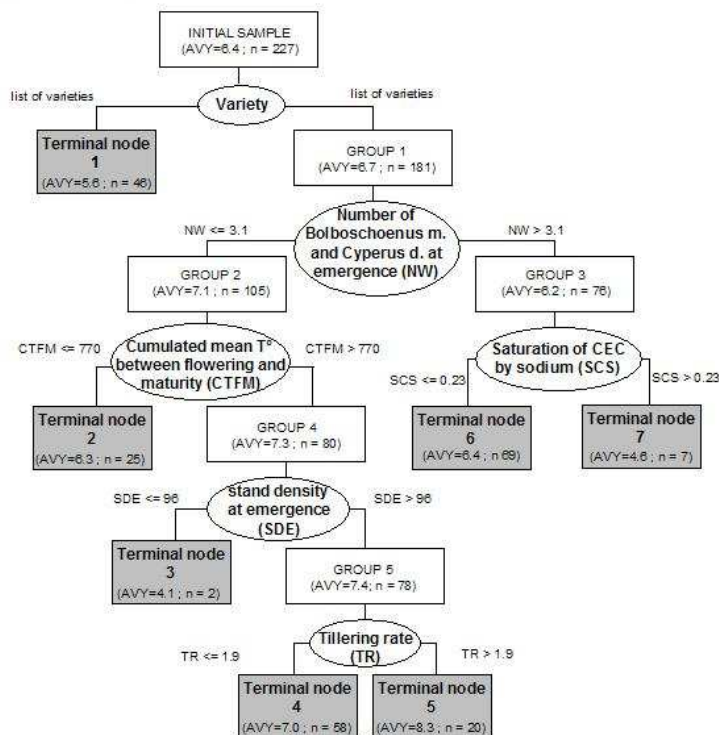 INITIAL SAMPLE
(AVY=6.4 ; n = 227)
list of varieties
list of varieties
Variety
Terminal node
1
(AVY=5.6 ; n = 46)
GROUP 1
(AVY=6.7 ; n = 181)
NW <= 3.1
Number of
Bolboschoenus m.
and Cyperus d. at
emergence (NW)
NW > 3.1
GROUP 2
(AVY=7.1 ; n = 105)
GROUP 3
(AVY=6.2 ; n = 76)
CTFM <= 770
Cumulated mean T°
between flowering and
maturity (CTFM)
CTFM > 770
Saturation of CEC
by sodium (SCS)
SCS <= 0.23
SCS > 0.23
Terminal node
2
(AVY=6.3 ; n = 25)
GROUP 4
(AVY=7.3 ; n = 80)
Terminal node
6
(AVY=6.4 ; n 69)
Terminal node
7
(AVY=4.6 ; n = 7)
SDE <= 96
stand density
at emergence
(SDE)
SDE > 96
Terminal node
3
(AVY=4.1 ; n = 2)
GROUP 5
(AVY=7.4 ; n = 78)
TR <= 1.9
Tillering rate
(TR)
TR > 1.9
Terminal node
4
(AVY=7.0 ; n = 58)
Terminal node
5
(AVY=8.3 ; n = 20)